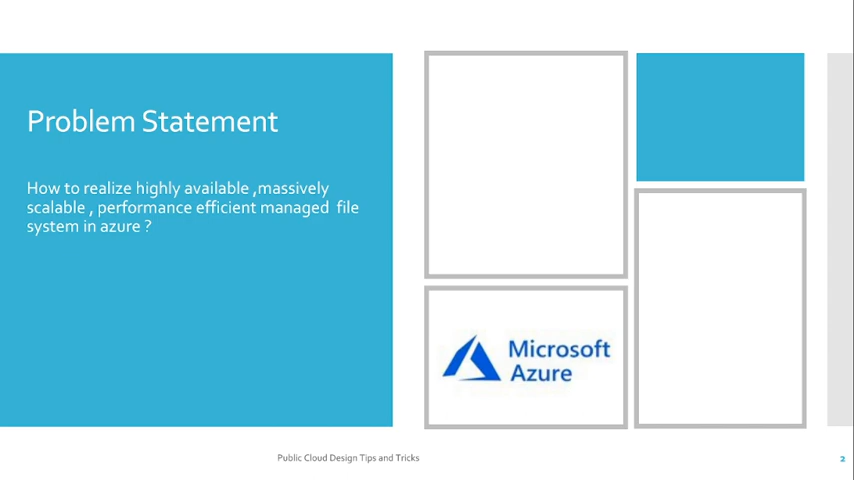 Problem Statement
How to realize highly available ,massively
scalable , performance efficient managed  file
system in azure ?
Microsoft
Azure
Public Cloud Design Tips and Tricks
2